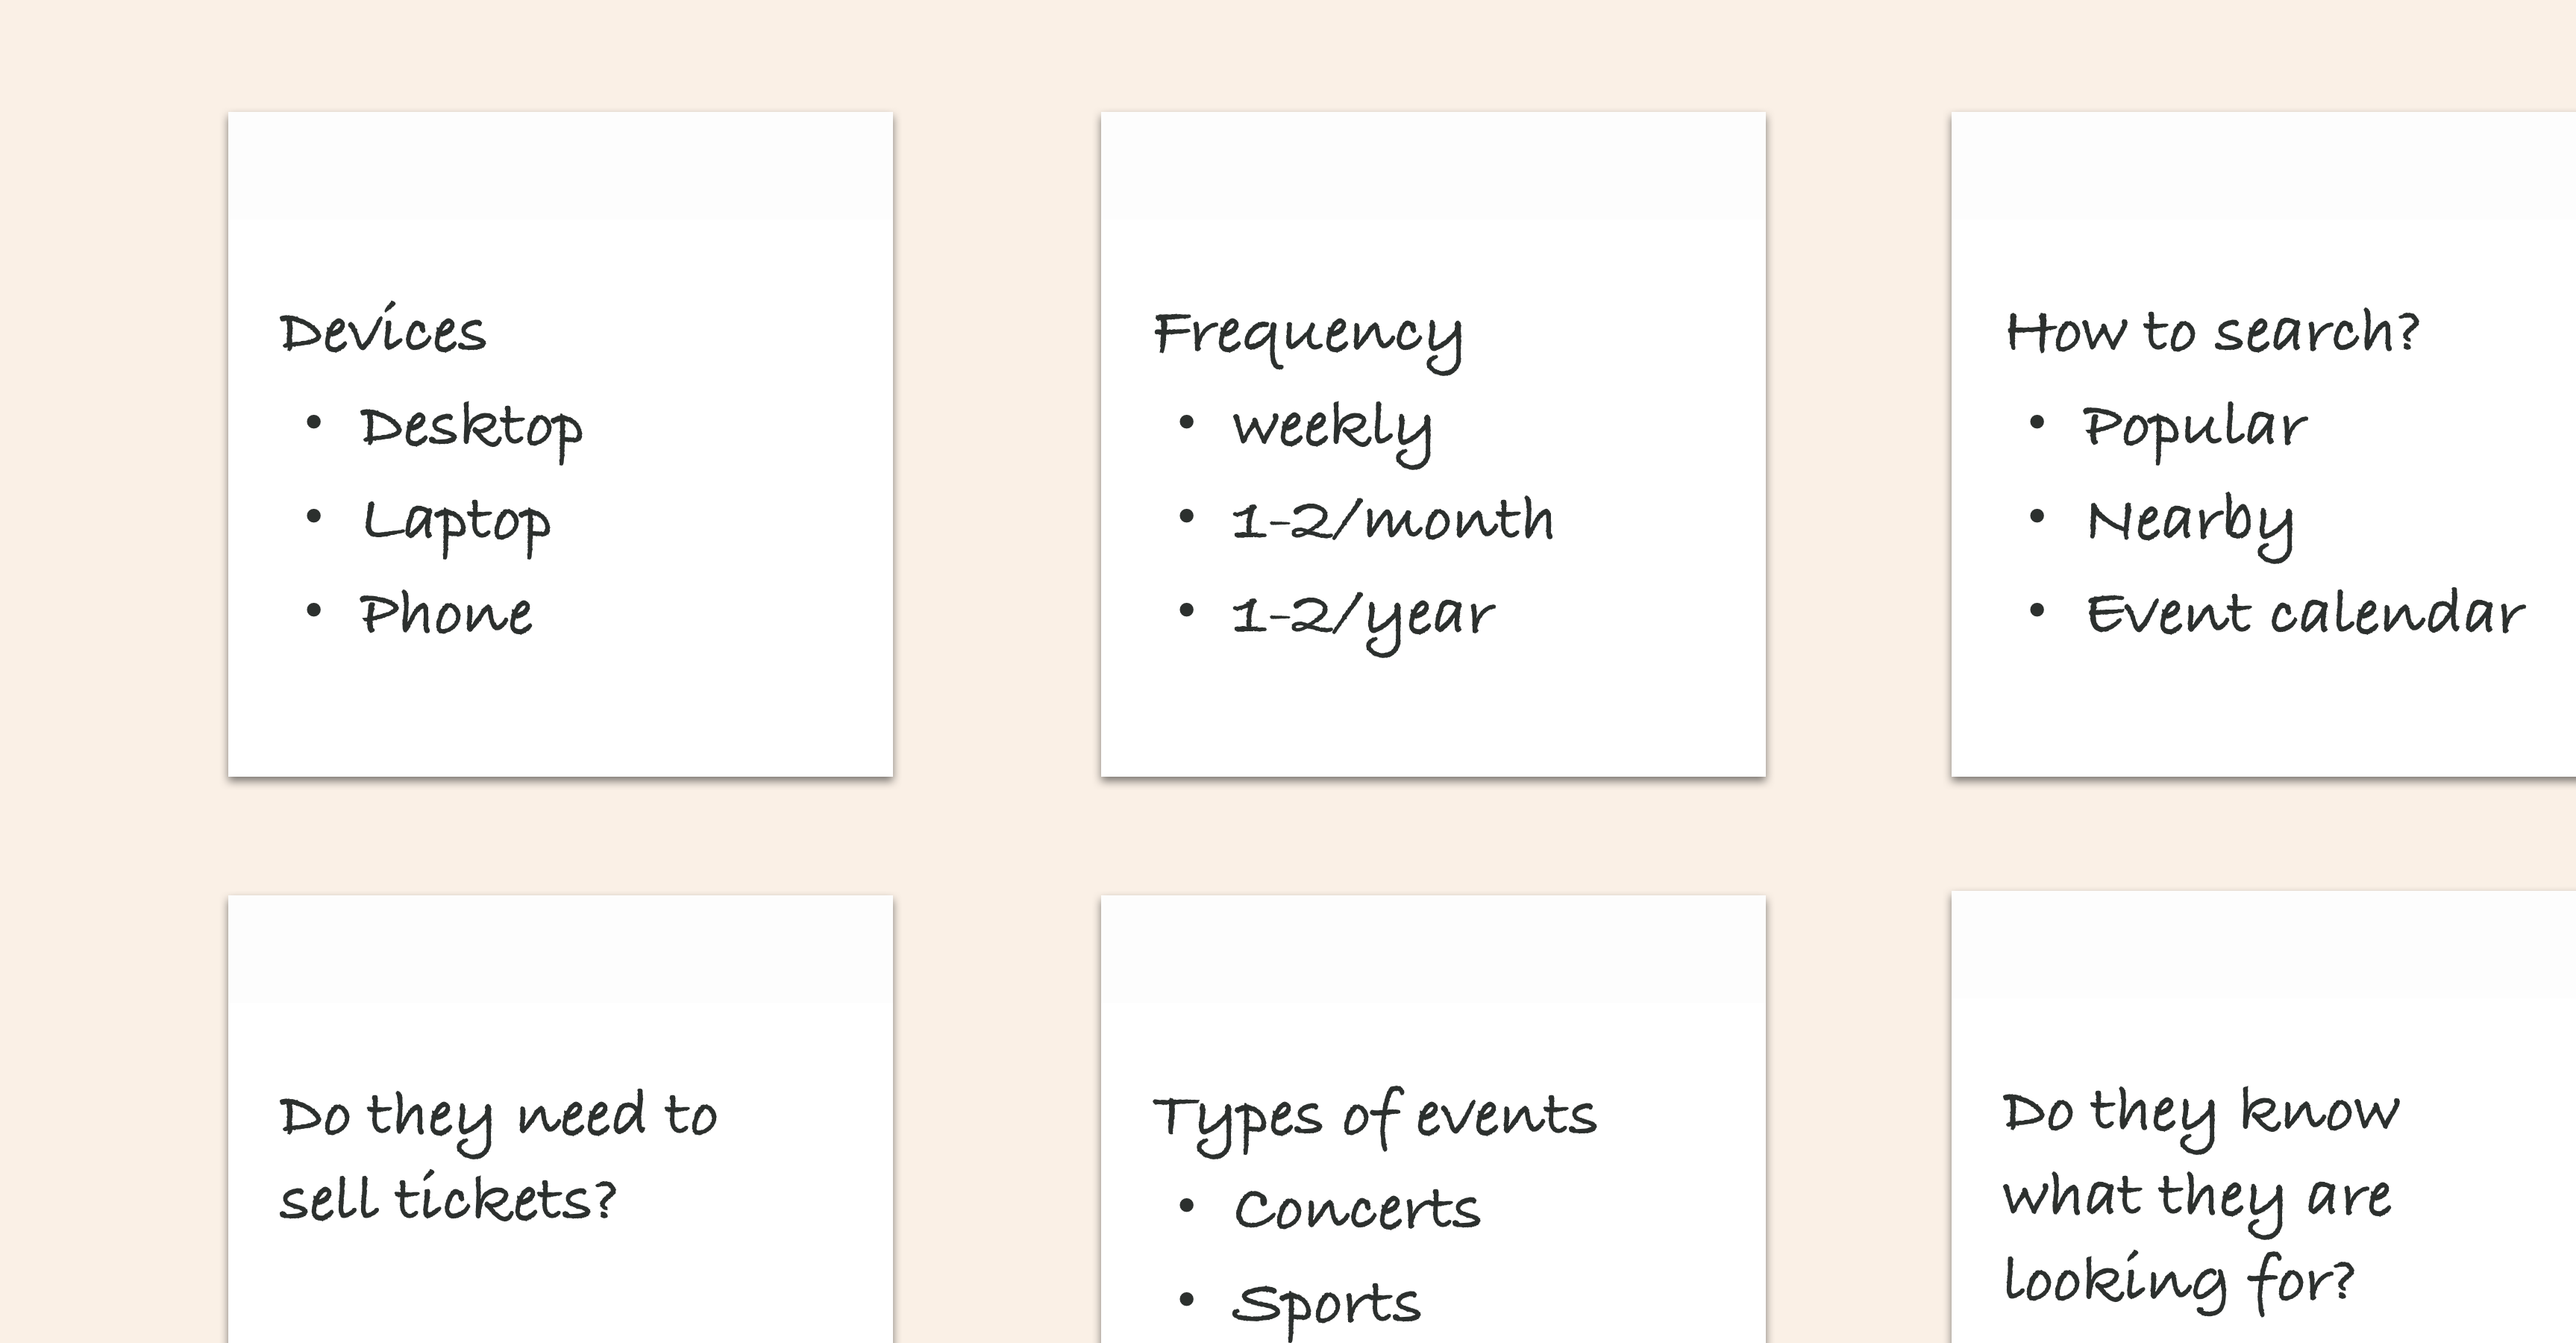 Devices
• Desktop
• Laptop
• Phone
Frequency
• weekly
• 1-2/month
• 1-2/year
How to search?
• Popular
• Nearby
• Event calendar
Do they need to
sell tickets?
Types of events
• Concerts
• Sports
Do they know
what they are
looking for?